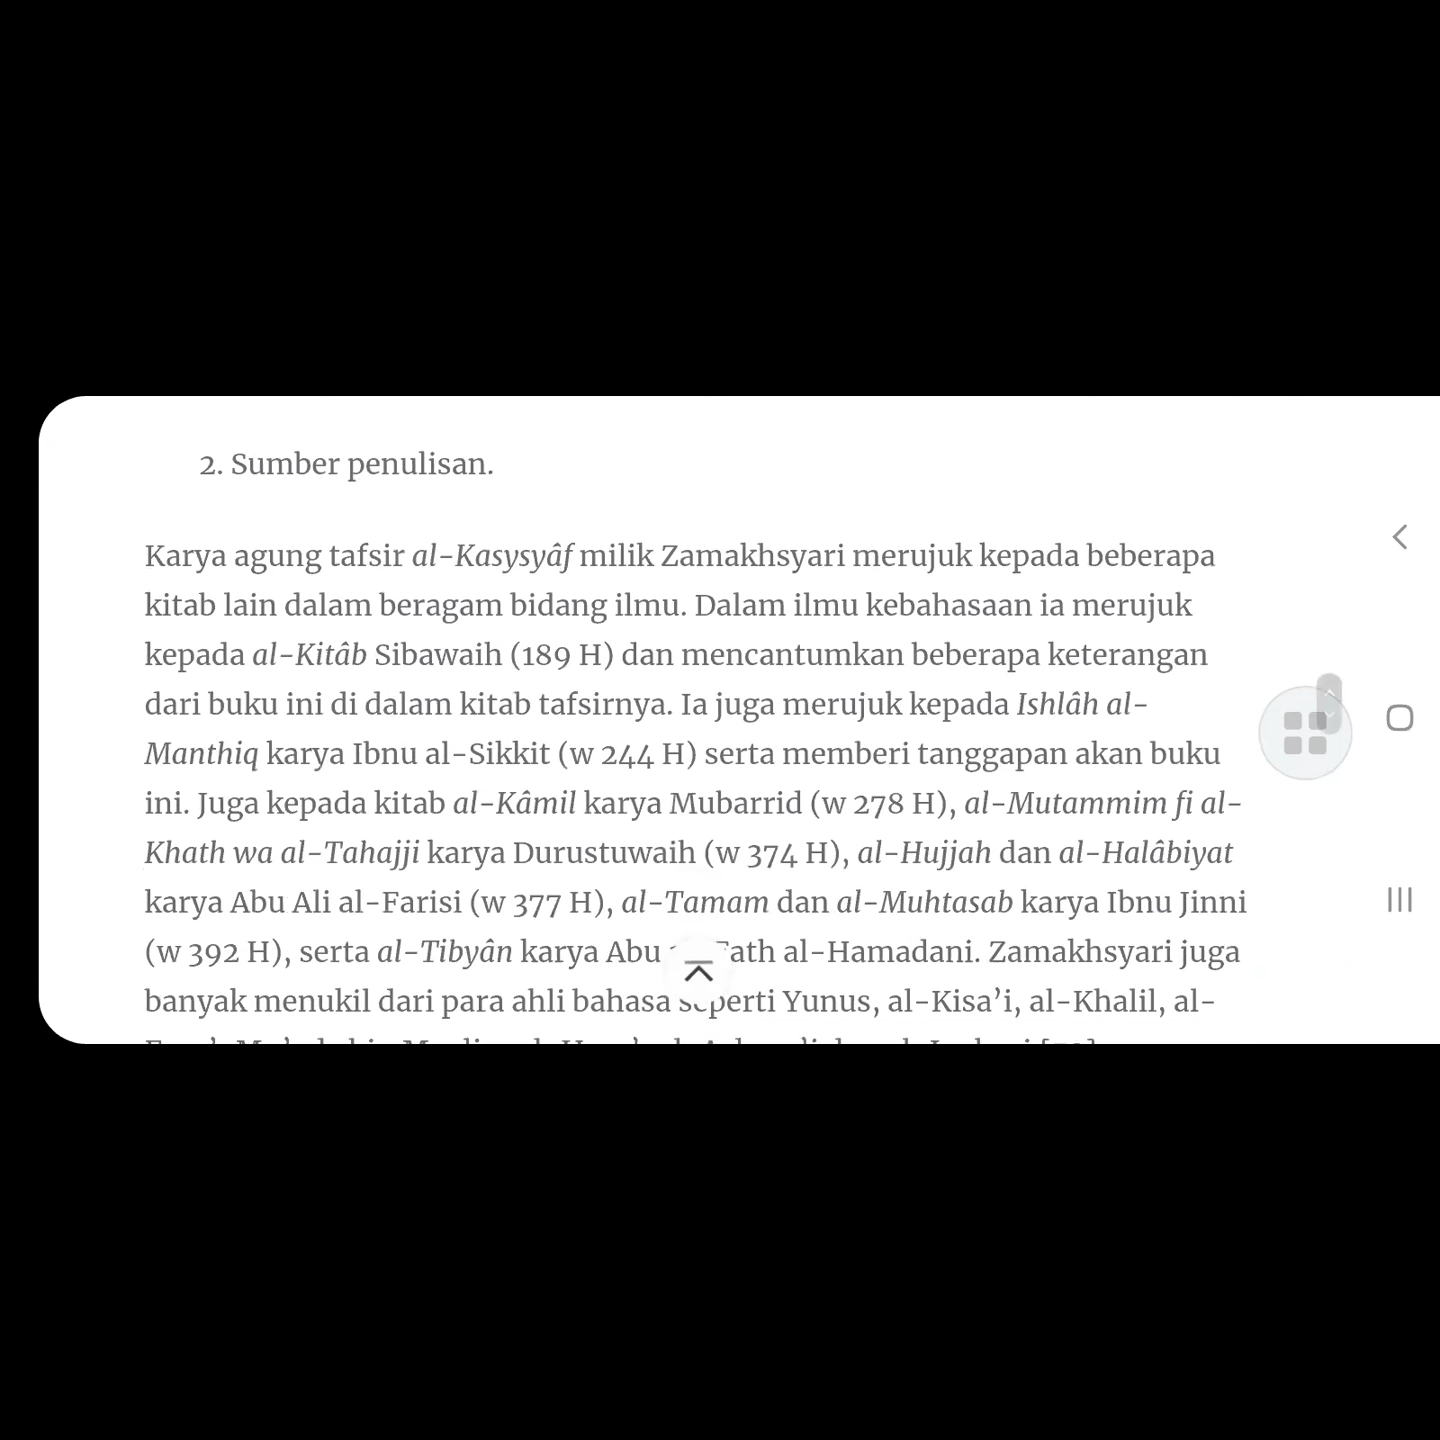 2. Sumber penulisan.
Karya agung tafsir al-Kasysyâf milik Zamakhsyari merujuk kepada beberapa
kitab lain dalam beragam bidang ilmu. Dalam ilmu kebahasaan ia merujuk
kepada al-Kitâb Sibawaih (189 H) dan mencantumkan beberapa keterangan
dari buku ini di dalam kitab tafsirnya. Ia juga merujuk kepada Ishlâh al-
Manthiq karya Ibnu al-Sikkit (w 244 H) serta memberi tanggapan akan buku
ini. Juga kepada kitab al-Kâmil karya Mubarrid (w 278 H), al-Mutammim fi al-
Khath wa al-Tahajji karya Durustuwaih (w 374 H), al-Hujjah dan al-Halâbiyat
karya Abu Ali al-Farisi (w 377 H), al-Tamam dan al-Muhtasab karya Ibnu Jinni
(w 392 H), serta al-Tibyân karya Abu al-Fath al-Hamadani. Zamakhsyari juga
banyak menukil dari para ahli bahasa seperti Yunus, al-Kisa’i, al-Khalil, al-